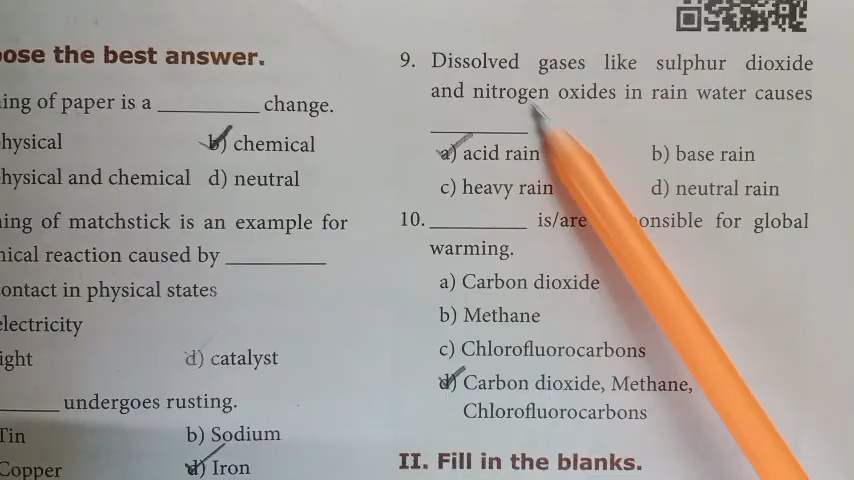 ose the best answer.
ing of paper is a __________ change.
hysical b) chemical
hysical and chemical d) neutral
ing of matchstick is an example for
ical reaction caused by __________
ontact in physical states
electricity
ight d) catalyst
______ undergoes rusting.
Tin b) Sodium
Copper d) Iron
9. Dissolved gases like sulphur dioxide
and nitrogen oxides in rain water causes
__________
a) acid rain b) base rain
c) heavy rain d) neutral rain
10. __________ is/are onsible for global
warming.
a) Carbon dioxide
b) Methane
c) Chlorofluorocarbons
d) Carbon dioxide, Methane,
Chlorofluorocarbons
II. Fill in the blanks.